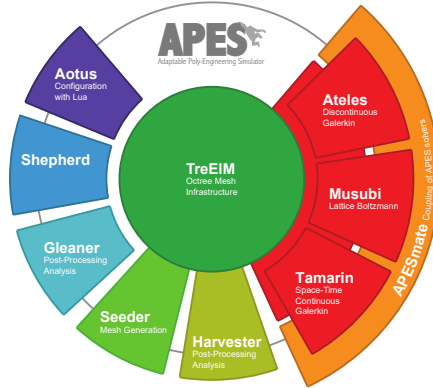 APES
Adaptable Poly-Engineering Simulator
Aotus
Configuration
with Lua
Shepherd
Gleaner
Post-Processing
Analysis
Seeder
Mesh Generation
Harvester
Post-Processing
Analysis
TreEIM
Octree Mesh
Infrastructure
Ateles
Discontinuous
Galerkin
Musubi
Lattice Boltzmann
Tamarin
Space-Time
Continuous
Galerkin
APESmate Coupling of APES solvers